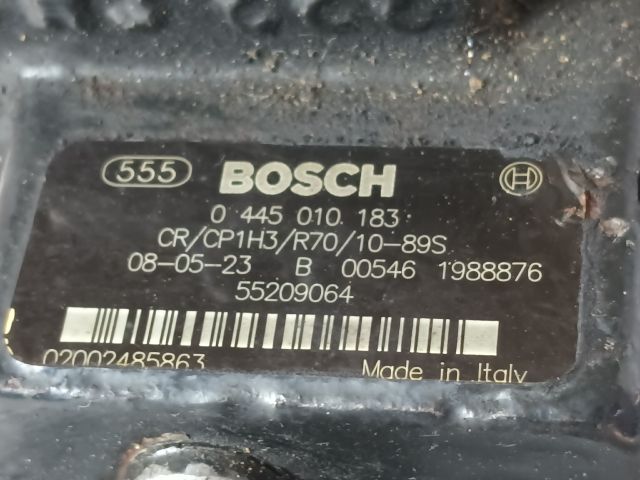 555 BOSCH
0 445 010 183
CR/CP1H3/R70/10-89S
08-05-23 B 00546 1988876
55209064
02002485863
Made in Italy